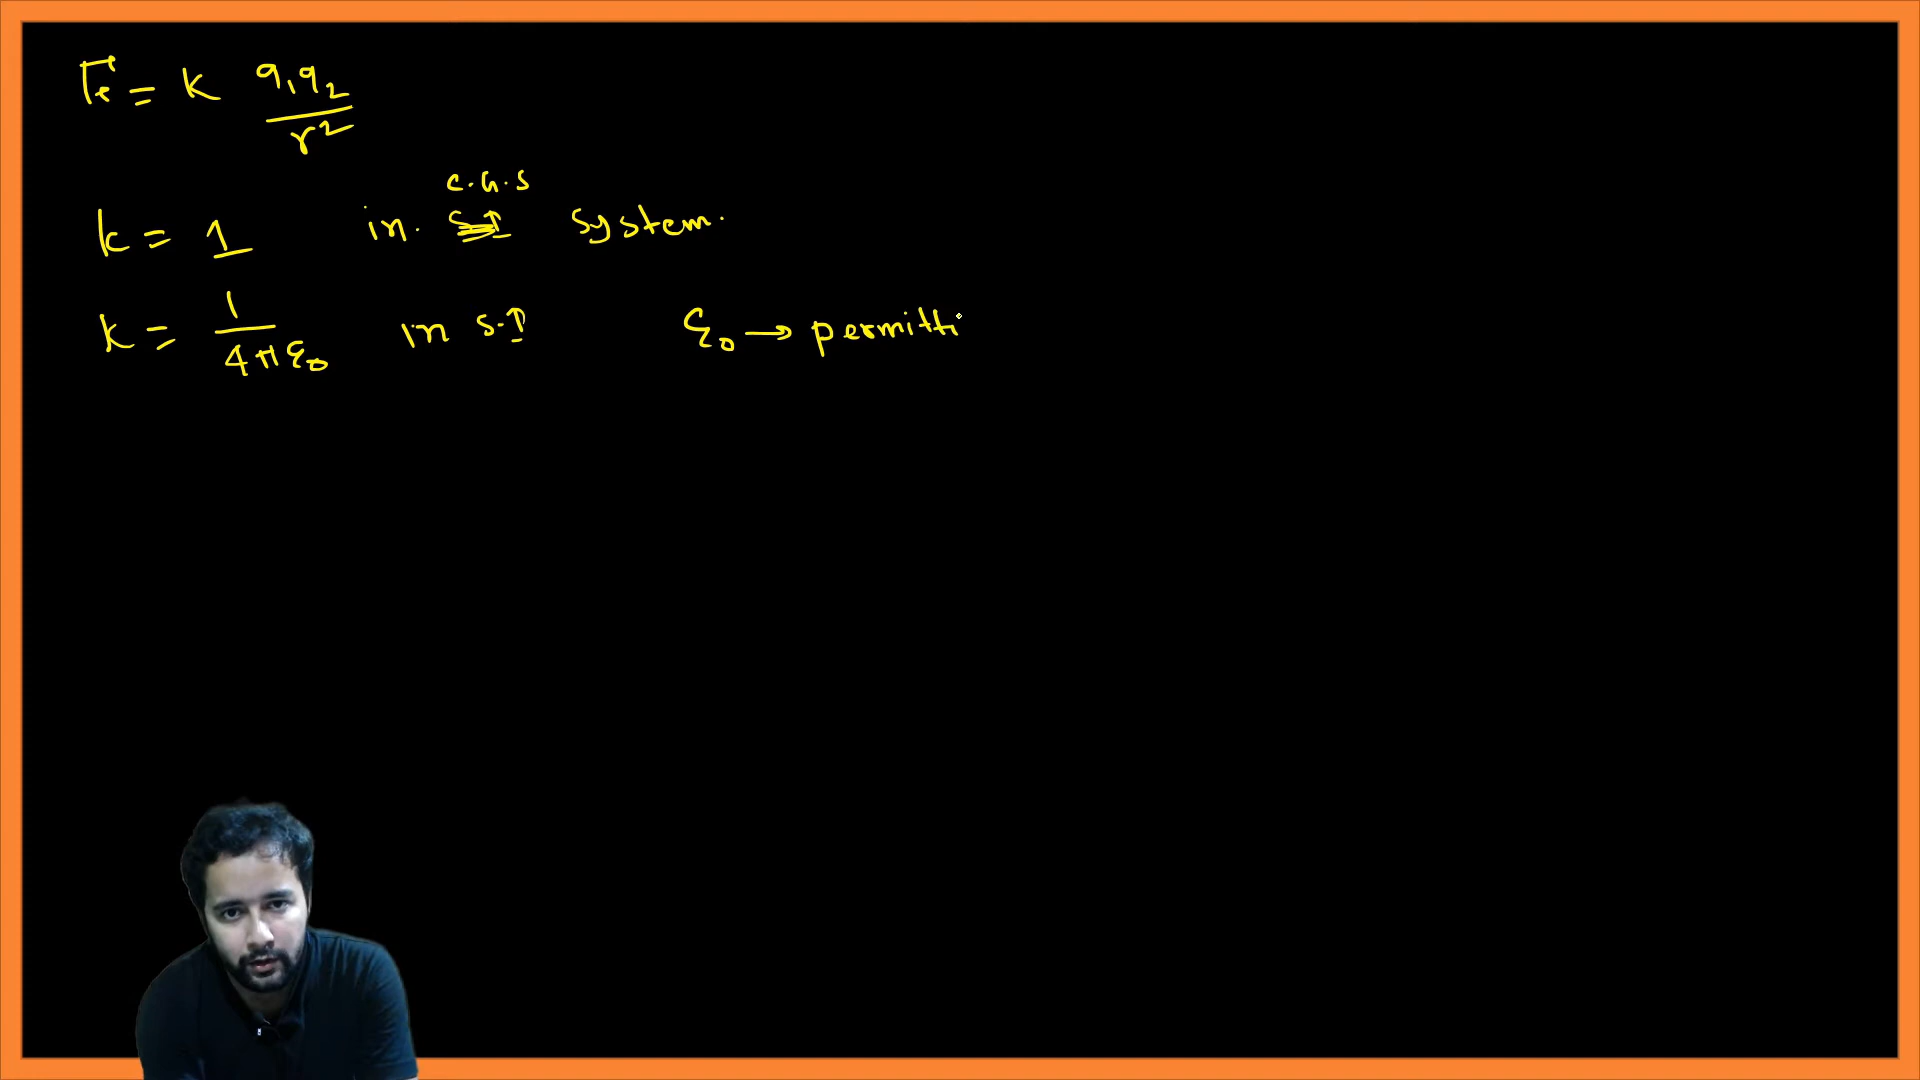 F⃗e = k q1q2 / r²
k = 1 in. c.G.S system.
k = 1 / 4πε0 in S.I ε0 → permitti